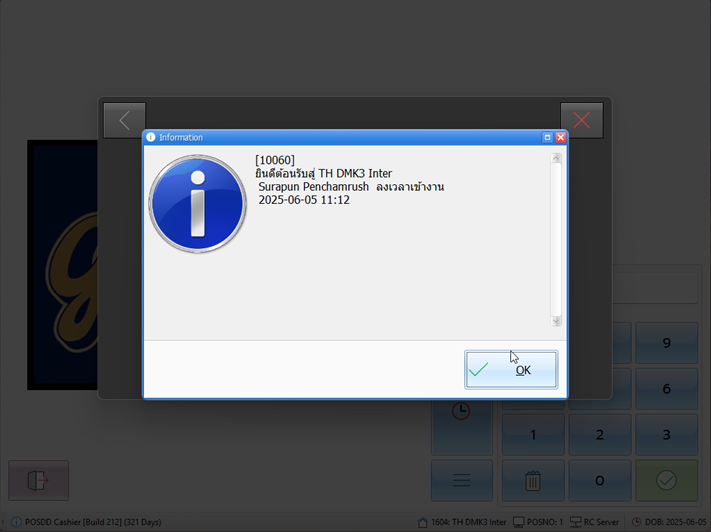 Information
[10060]
ยินดีต้อนรับสู่ TH DMK3 Inter
Surapun Penchamrush ลงเวลาเข้างาน
2025-06-05 11:12
OK
9
6
1 2 3
0
POSDD Cashier [Build 212] (321 Days)
1604: TH DMK3 Inter POSNO: 1 RC Server DOB: 2025-06-05